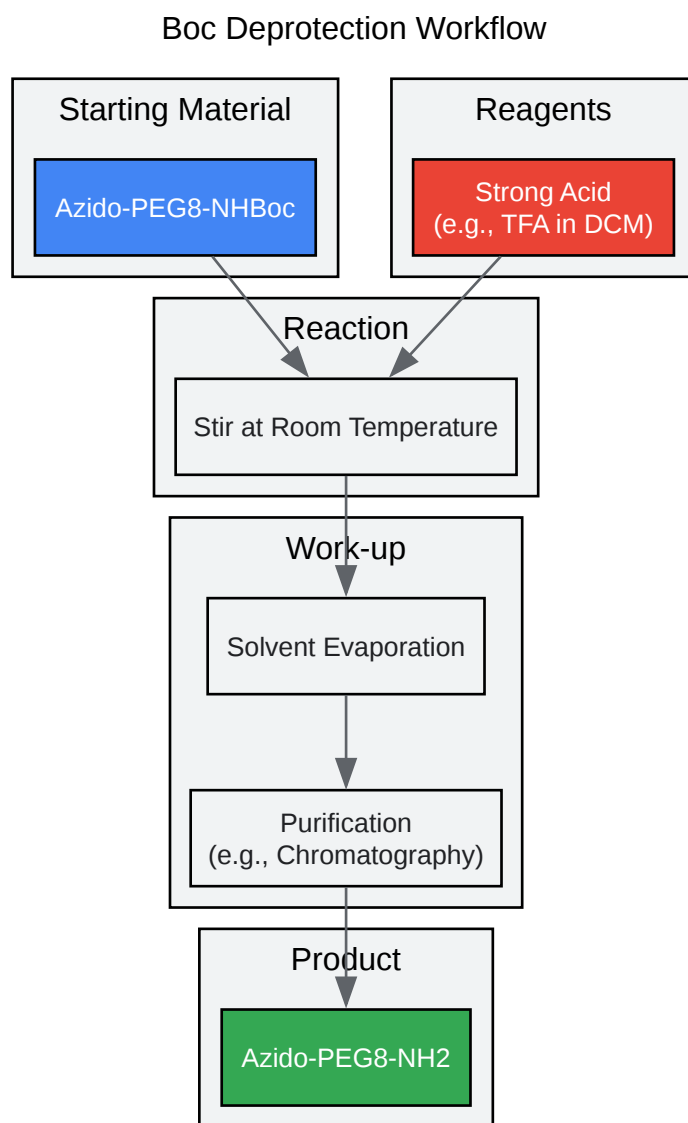 Boc Deprotection Workflow
Starting Material
Reagents
Azido-PEG8-NHBoc
Strong Acid
(e.g., TFA in DCM)
Reaction
Stir at Room Temperature
Work-up
Solvent Evaporation
Purification
(e.g., Chromatography)
Product
Azido-PEG8-NH2